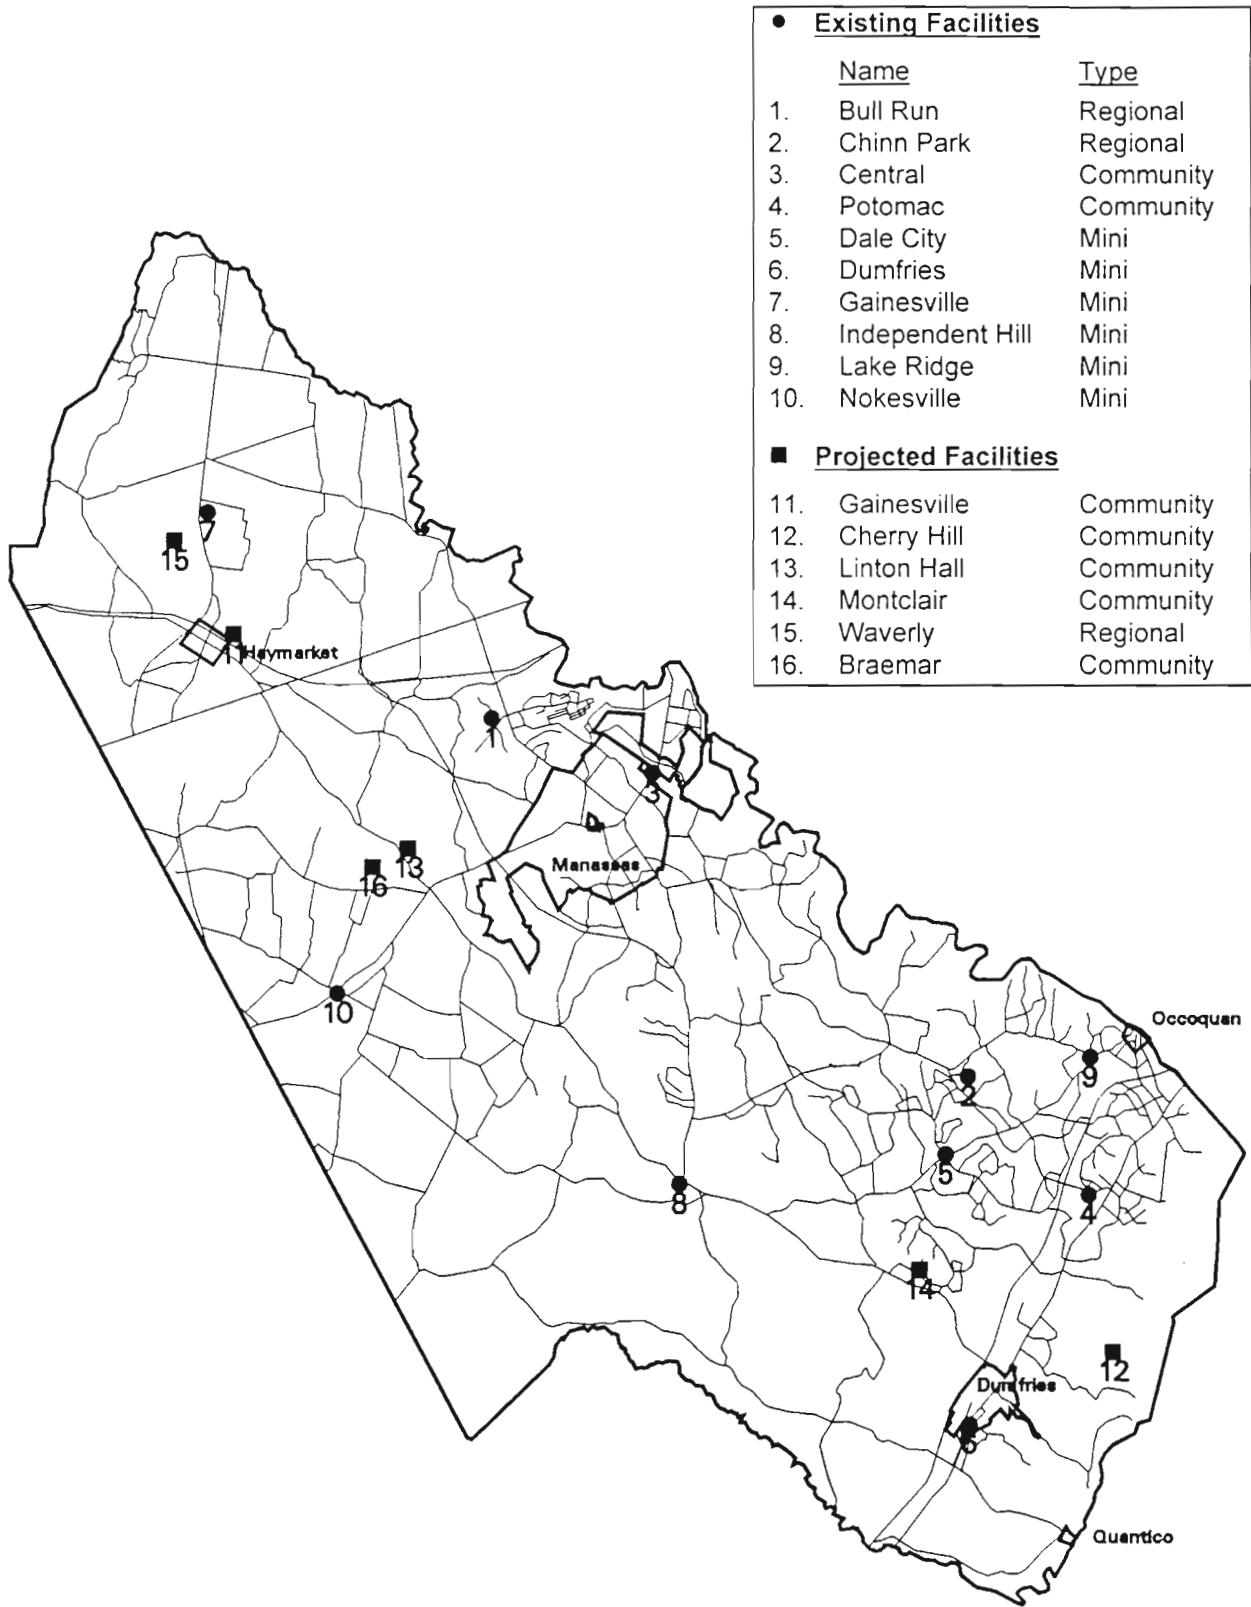 Existing Facilities
Name Type
1. Bull Run Regional
2. Chinn Park Regional
3. Central Community
4. Potomac Community
5. Dale City Mini
6. Dumfries Mini
7. Gainesville Mini
8. Independent Hill Mini
9. Lake Ridge Mini
10. Nokesville Mini
Projected Facilities
11. Gainesville Community
12. Cherry Hill Community
13. Linton Hall Community
14. Montclair Community
15. Waverly Regional
16. Braemar Community
7
15
11
Haymarket
1
3
Manassas
13
16
10
Occoquan
9
2
5
4
8
14
12
Dumfries
6
Quantico